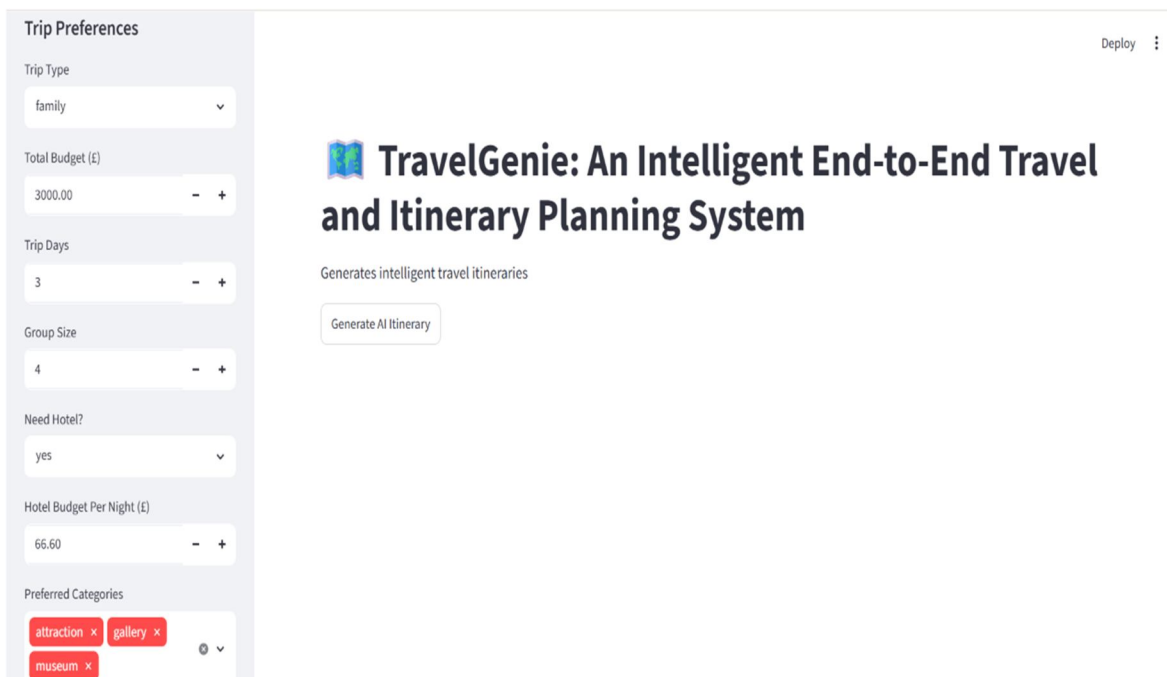 Trip Preferences
Trip Type
family
Total Budget (£)
3000.00
Trip Days
3
Group Size
4
Need Hotel?
yes
Hotel Budget Per Night (£)
66.60
Preferred Categories
attraction
gallery
museum
Deploy
TravelGenie: An Intelligent End-to-End Travel
and Itinerary Planning System
Generates intelligent travel itineraries
Generate AI Itinerary